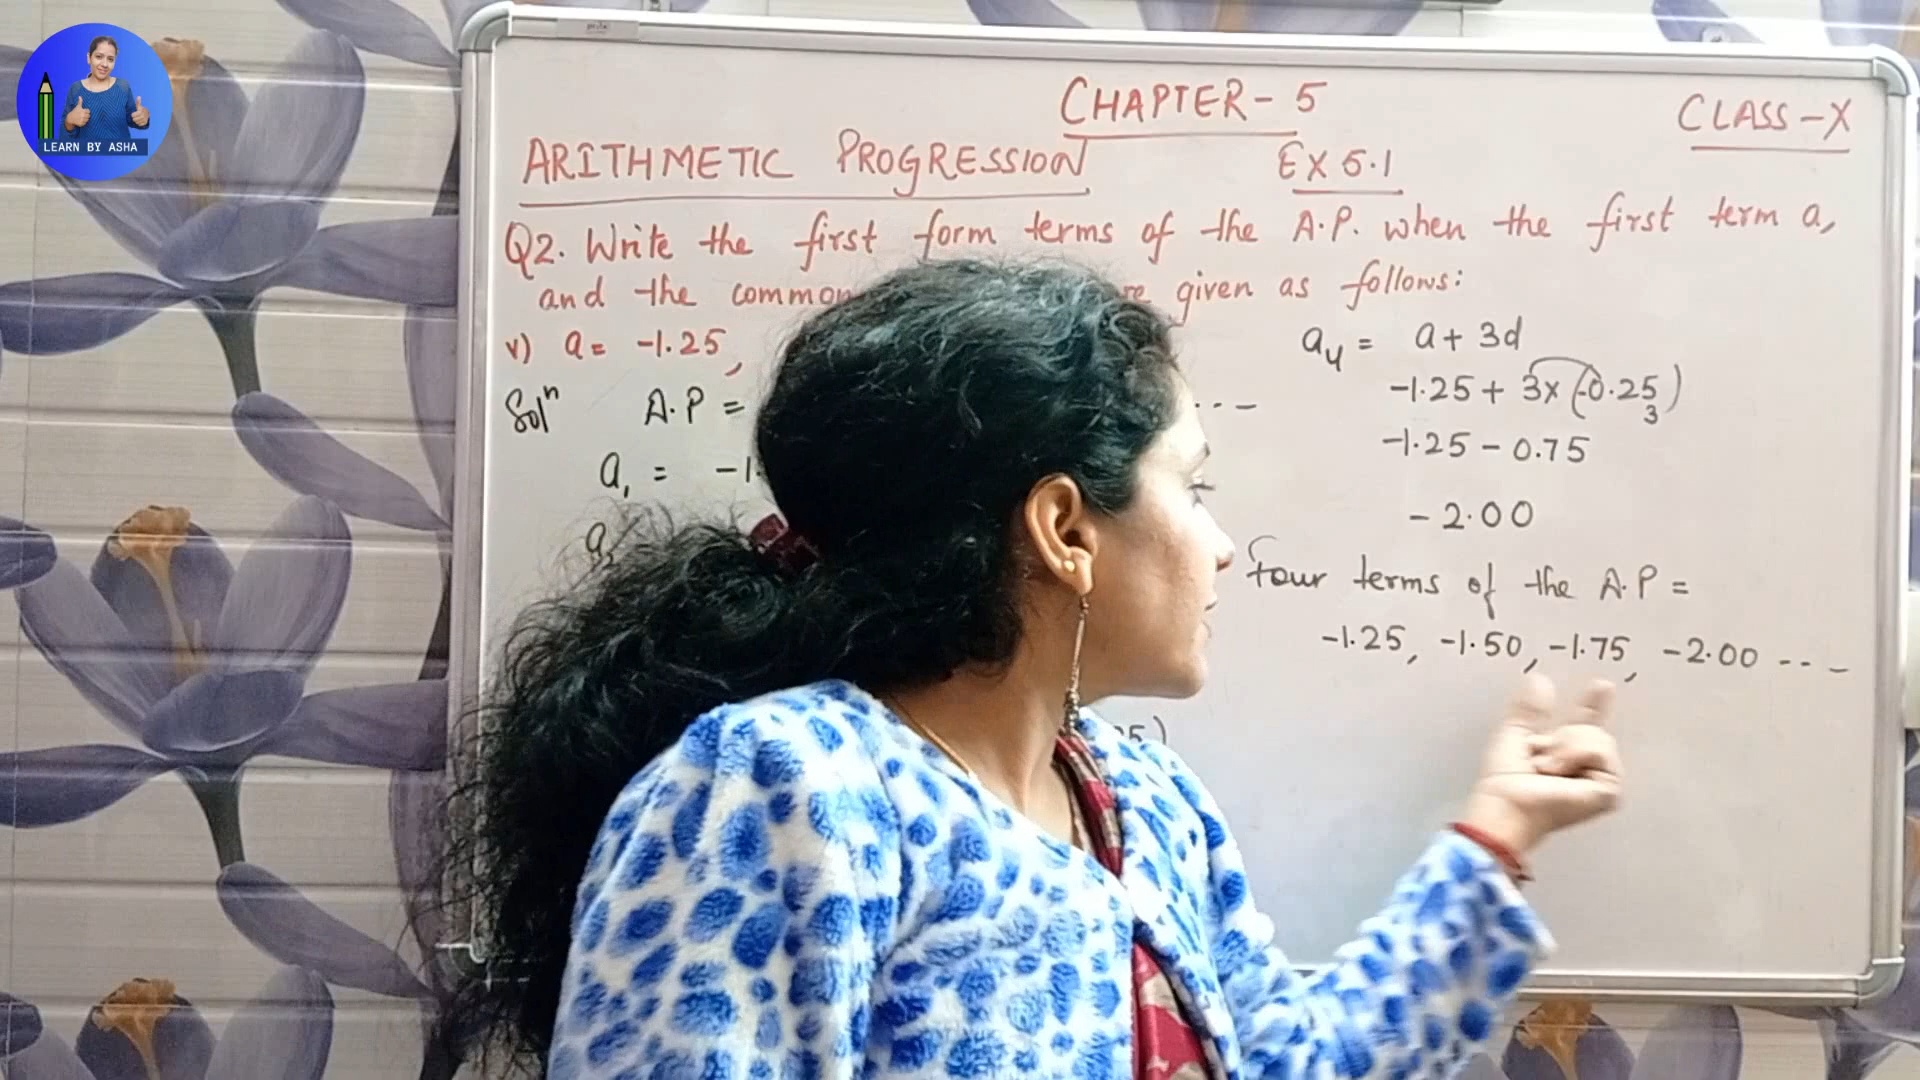 LEARN BY ASHA
CHAPTER-5
CLASS-X
ARITHMETIC PROGRESSION EX 5.1
Q2. Write the first form terms of the A.P. when the first term a,
and the common given as follows:
v) a = -1.25,
Solⁿ A.P =
a₁ =
a₄ = a + 3d
-1.25 + 3x(-0.25)
3
-1.25 - 0.75
-2.00
Four terms of the A.P =
-1.25, -1.50, -1.75, -2.00 ---